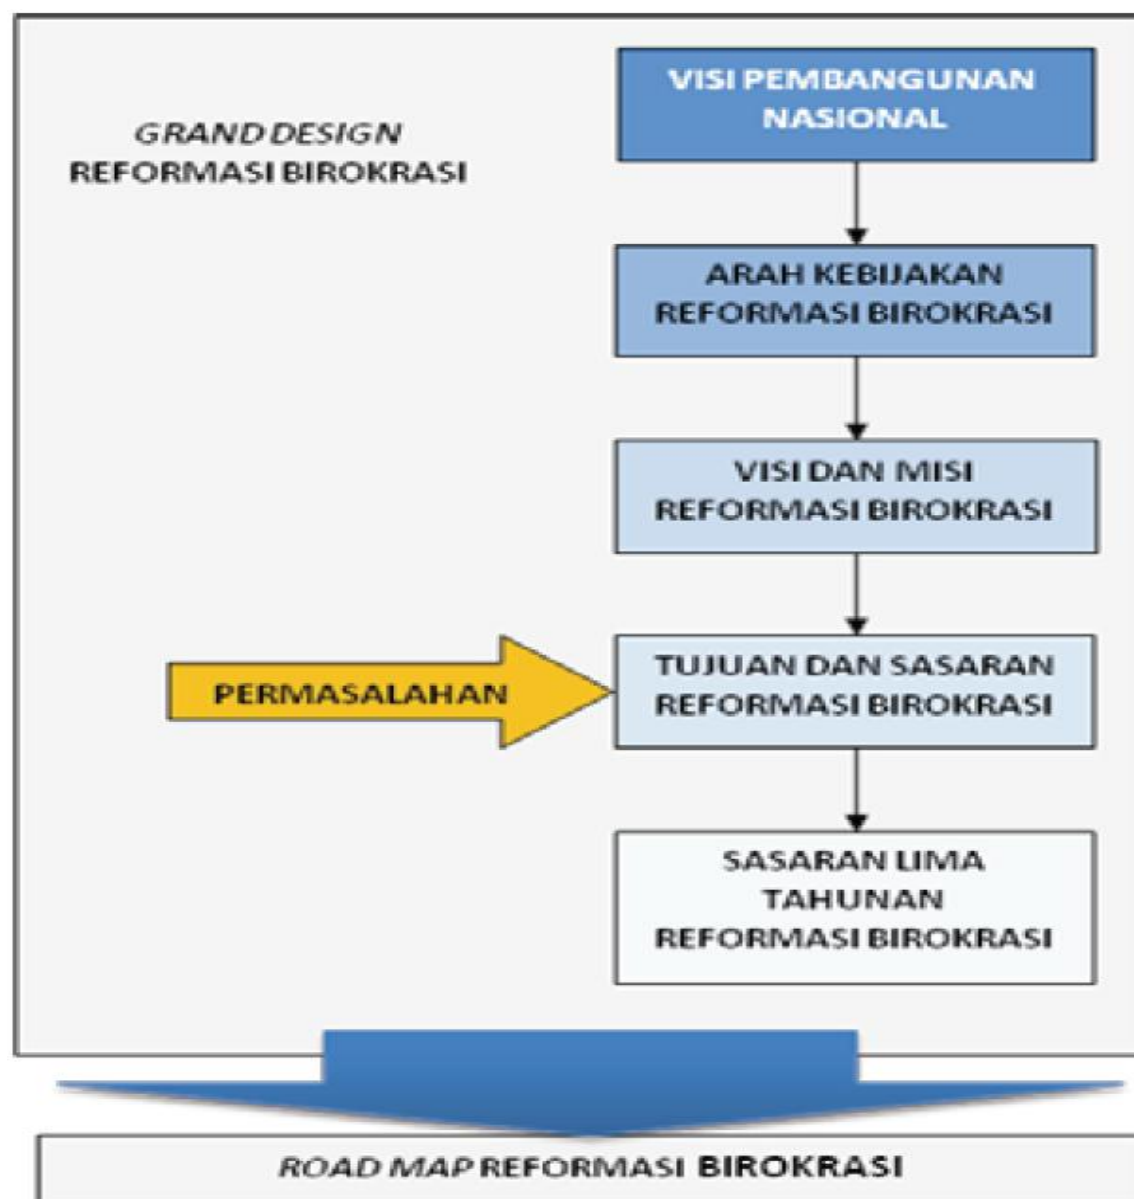 GRAND DESIGN
REFORMASI BIROKRASI
VISI PEMBANGUNAN
NASIONAL
ARAH KEBIJAKAN
REFORMASI BIROKRASI
VISI DAN MISI
REFORMASI BIROKRASI
PERMASALAHAN
TUJUAN DAN SASARAN
REFORMASI BIROKRASI
SASARAN LIMA
TAHUNAN
REFORMASI BIROKRASI
ROAD MAP REFORMASI BIROKRASI